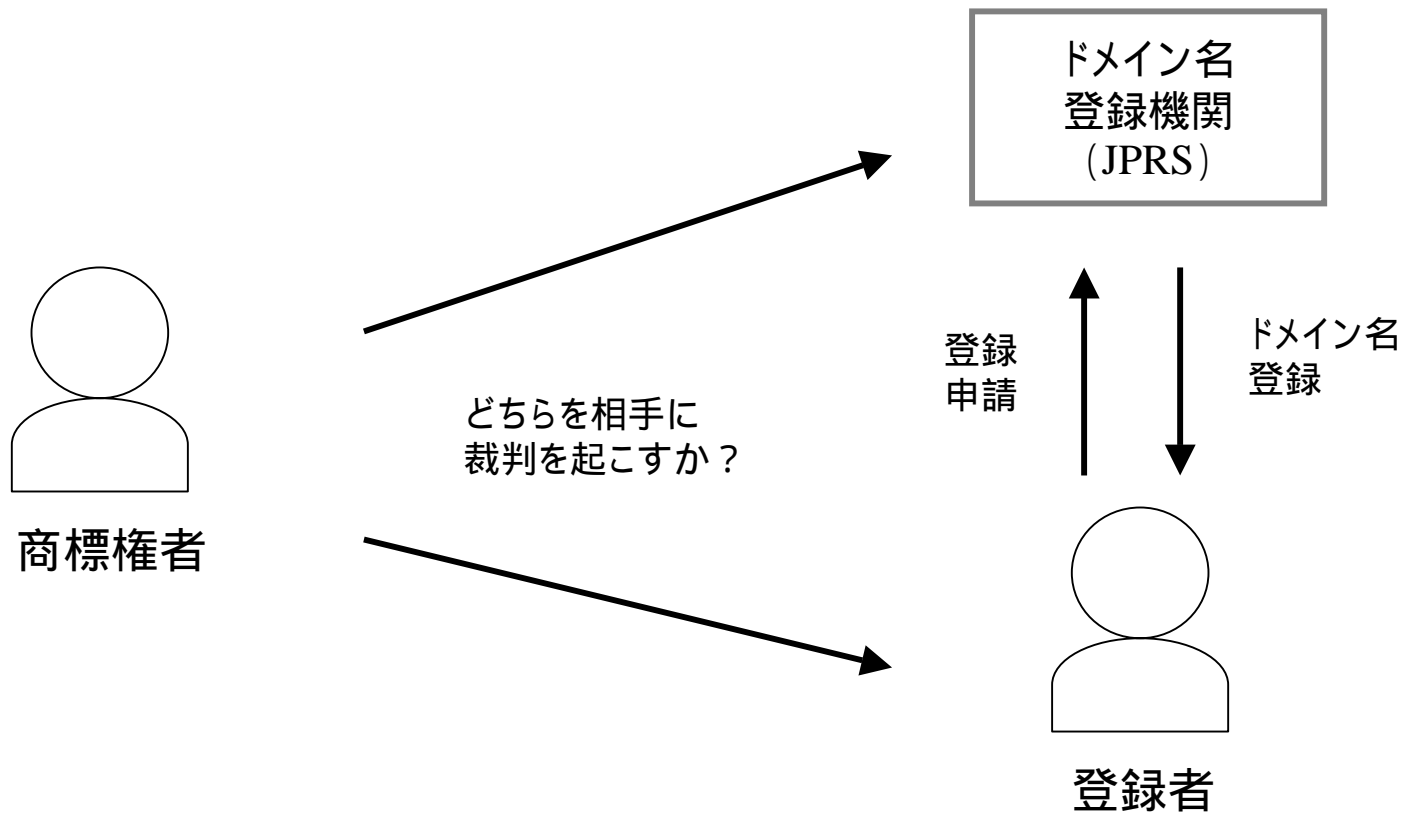 ドメイン名
登録機関
（JPRS）
登録
申請
ドメイン名
登録
どちらを相手に
裁判を起こすか？
商標権者
登録者